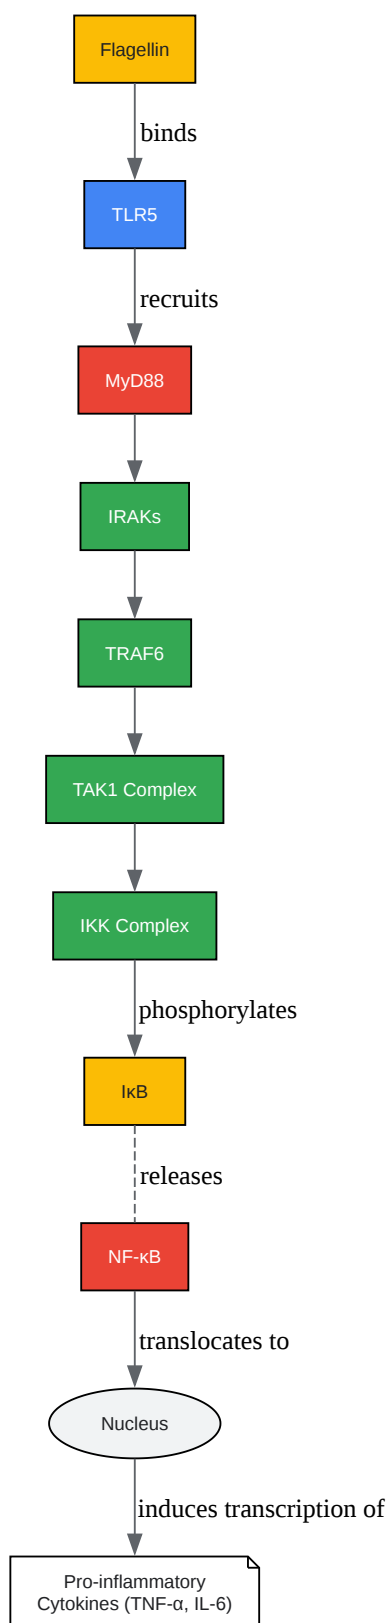 Flagellin
binds
TLR5
recruits
MyD88
IRAKs
TRAF6
TAK1 Complex
IKK Complex
phosphorylates
IκB
releases
NF-κB
translocates to
Nucleus
induces transcription of
Pro-inflammatory
Cytokines (TNF-α, IL-6)